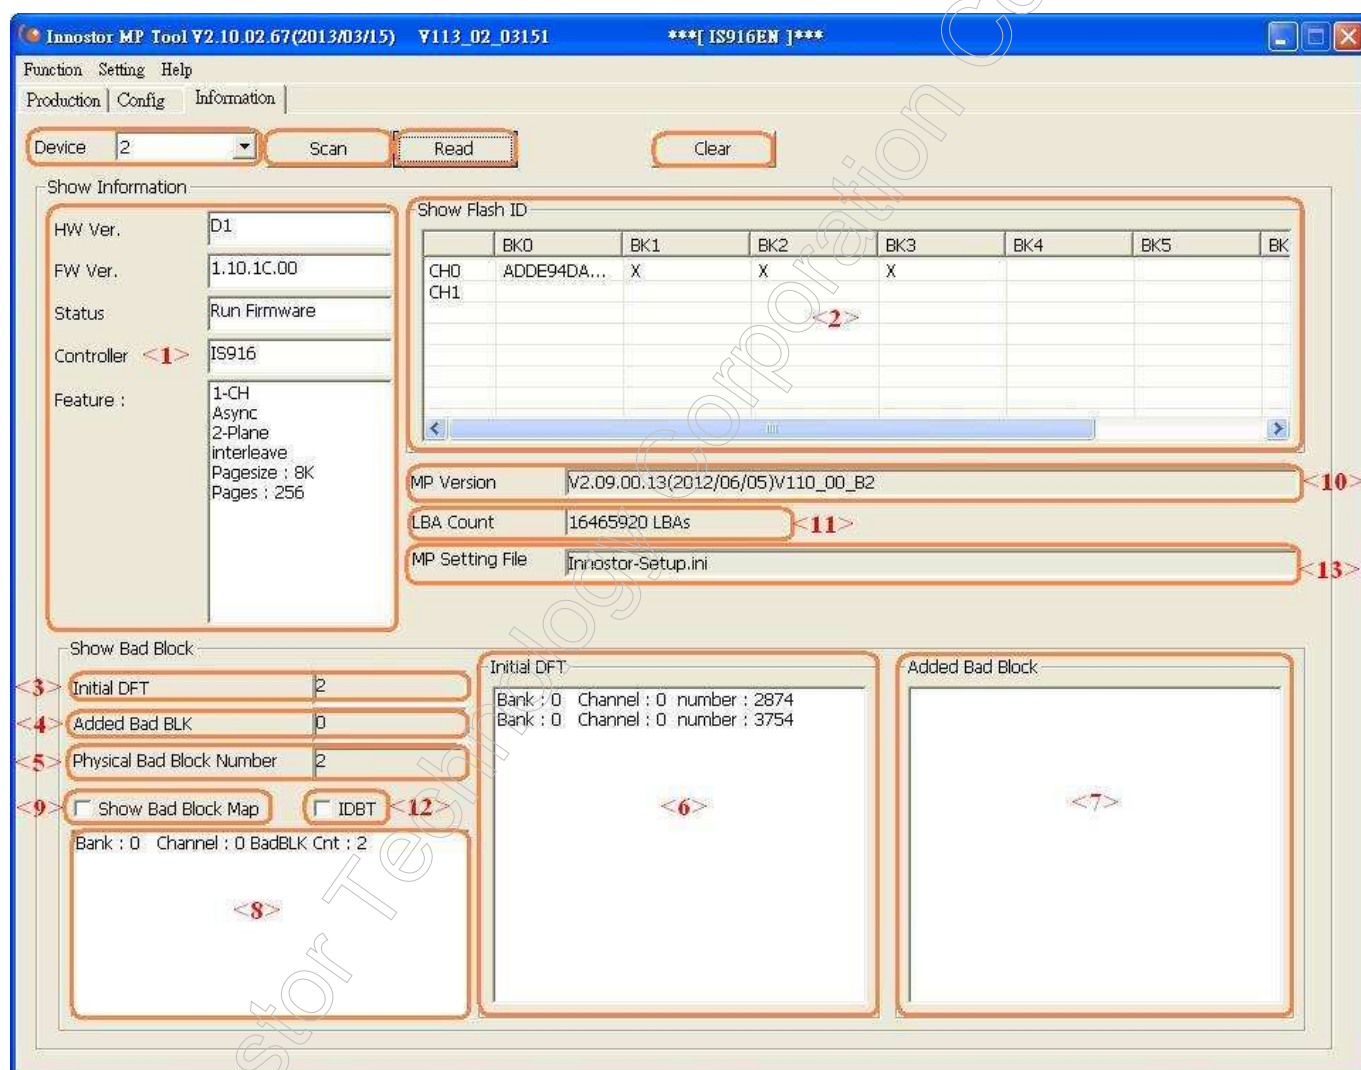 Innostor MP Tool V2.10.02.67(2013/03/15) V113_02_03151 ***[ IS916EN ]***
Function Setting Help
Production Config Information
Device 2 Scan Read Clear
Show Information
HW Ver. D1
FW Ver. 1.10.1C.00
Status Run Firmware
Controller <1> IS916
Feature :
1-CH
Async
2-Plane
interleave
Pagesize : 8K
Pages : 256
Show Flash ID
BK0 BK1 BK2 BK3 BK4 BK5 BK
CH0 ADDE94DA... X X X
CH1
<2>
MP Version V2.09.00.13(2012/06/05)V110_00_B2 <10>
LBA Count 16465920 LBAs <11>
MP Setting File Innostor-Setup.ini <13>
Show Bad Block
<3> Initial DFT 2
<4> Added Bad BLK 0
<5> Physical Bad Block Number 2
<9> Show Bad Block Map IDBT <12>
Bank : 0 Channel : 0 BadBLK Cnt : 2
<8>
Initial DFT
Bank : 0 Channel : 0 number : 2874
Bank : 0 Channel : 0 number : 3754
<6>
Added Bad Block
<7>
stor Technology Corporation Co